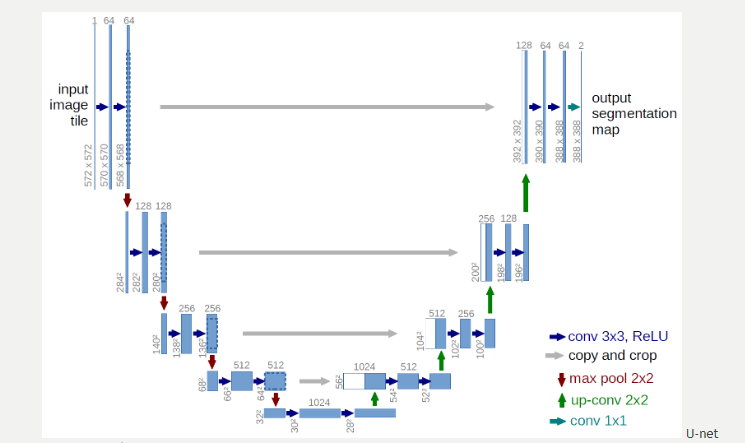 1 64 64
128 64 64 2
input
image
tile
output
segmentation
map
572 x 572
570 x 570
568 x 568
392 x 392
390 x 390
388 x 388
388 x 388
128 128
256 128
284²
282²
280²
200²
198²
196²
256 256
512 256
140²
138²
136²
104²
102²
100²
512 512
1024 512
68²
66²
64²
56²
54²
52²
1024
32²
30²
28²
conv 3x3, ReLU
copy and crop
max pool 2x2
up-conv 2x2
conv 1x1
U-net